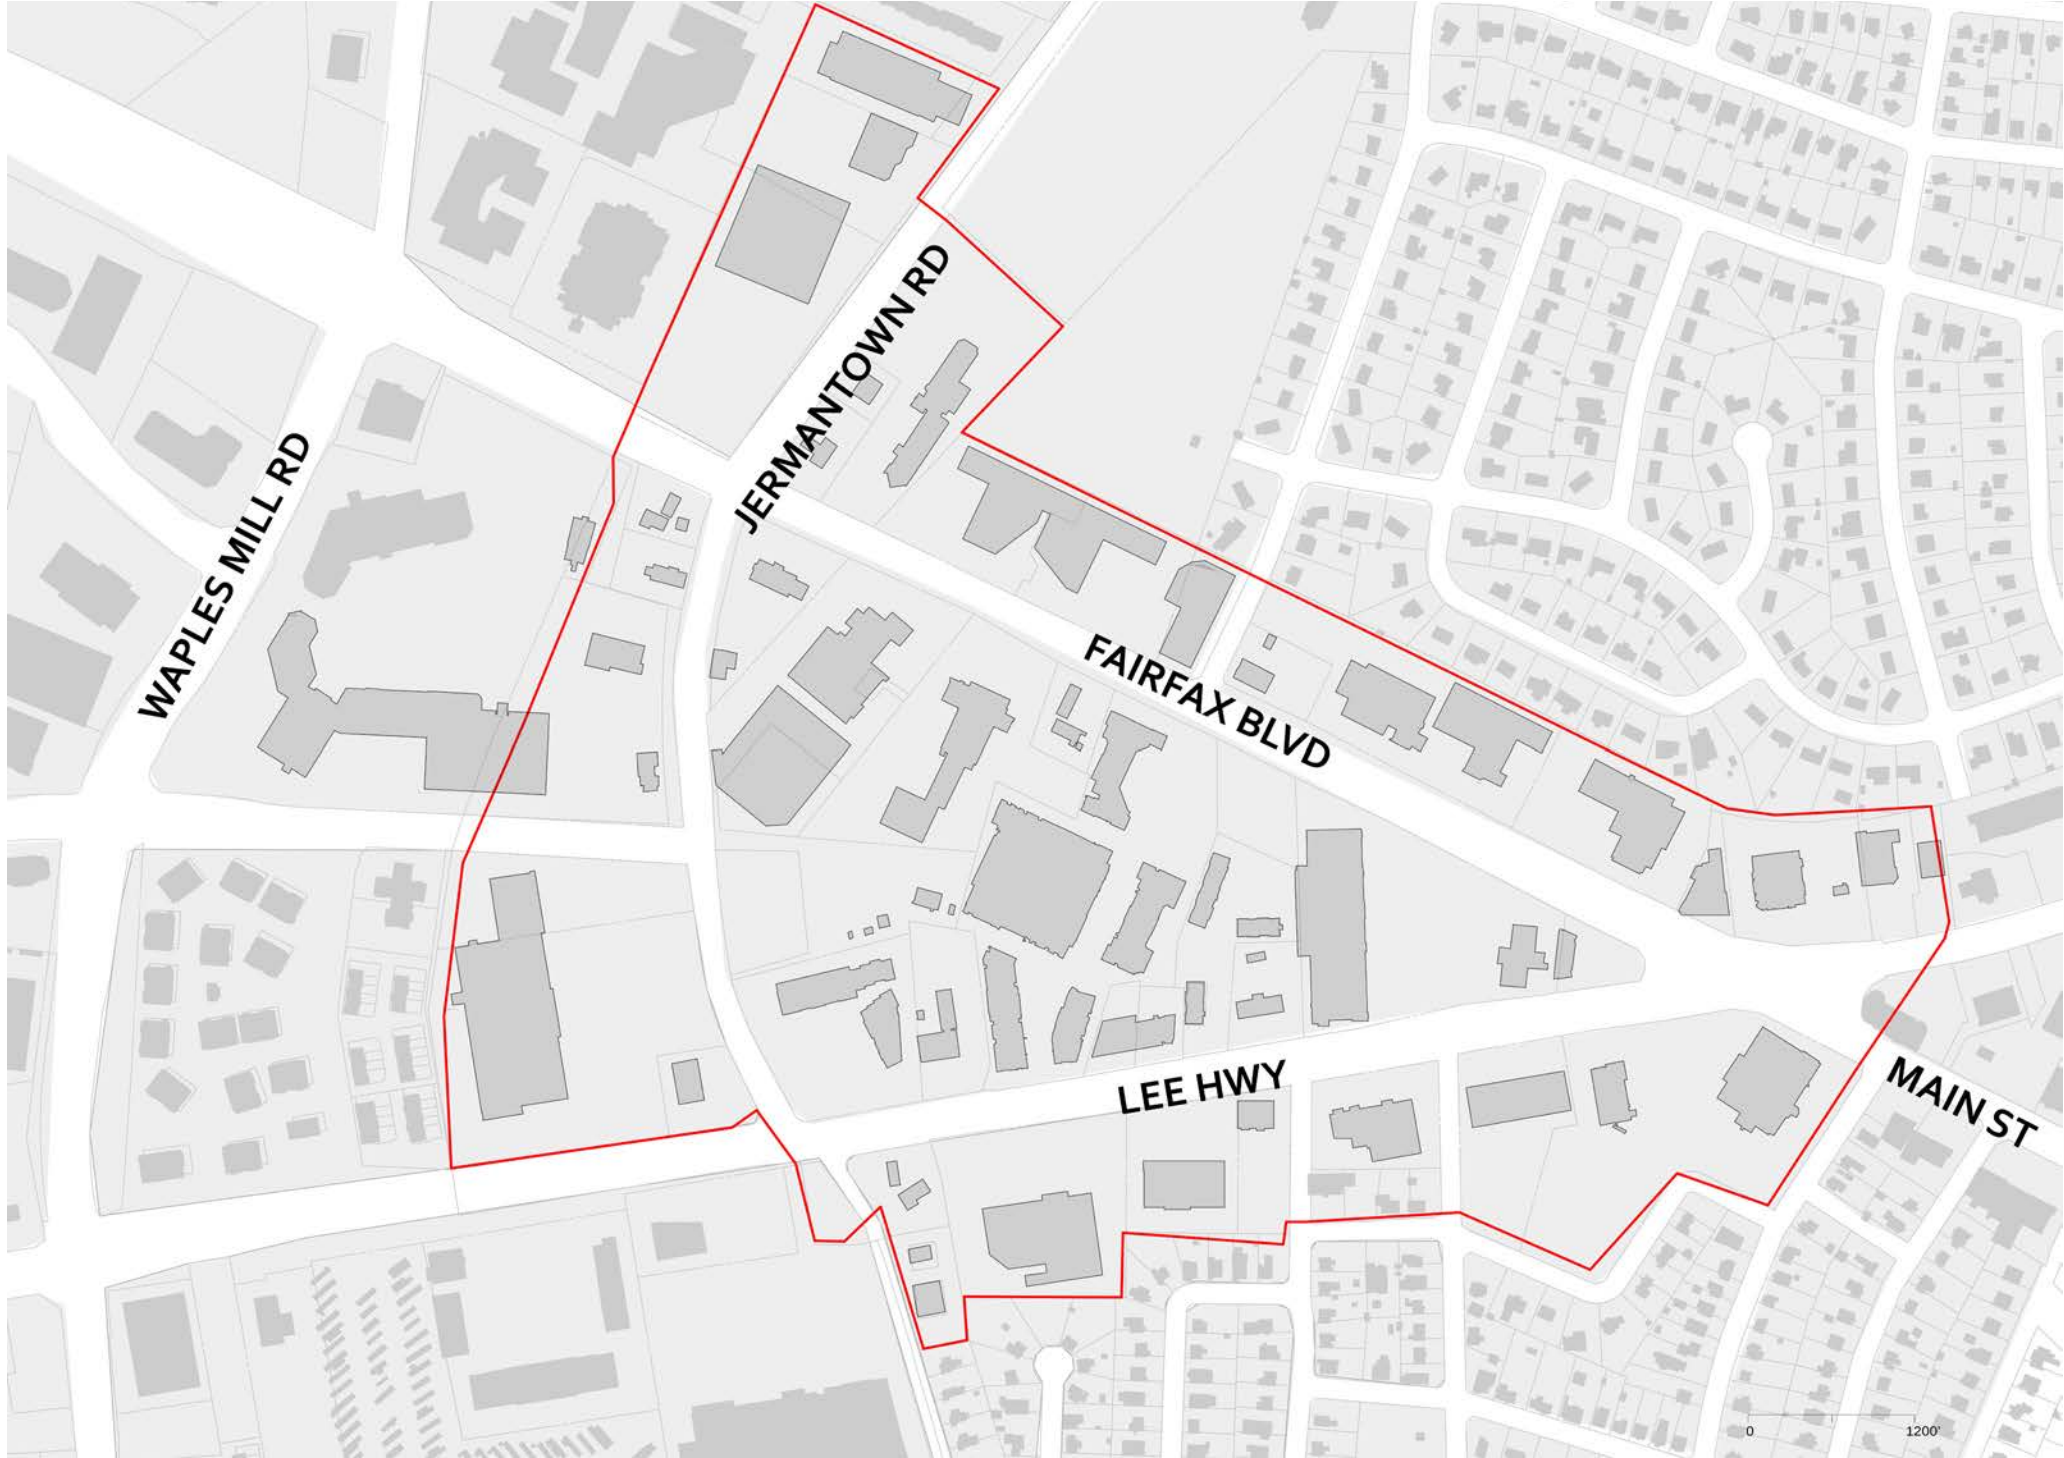 JERMANTOWN RD
WAPLES MILL RD
FAIRFAX BLVD
LEE HWY
MAIN ST
0 1200'